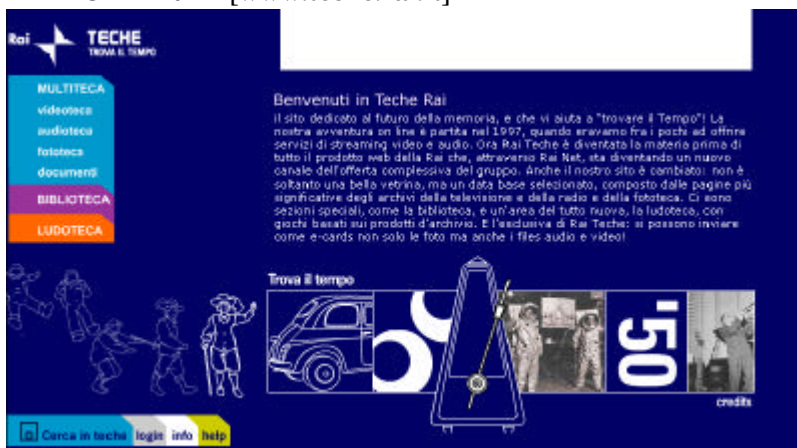 Rai TECHE
TROVA IL TEMPO
MULTITECA
videoteca
audioteca
fototeca
documenti
BIBLIOTECA
LUDOTECA
Benvenuti in Teche Rai
il sito dedicato al futuro della memoria, e che vi aiuta a "trovare il Tempo"! La
nostra avventura on line è partita nel 1997, quando eravamo fra i pochi ad offrire
servizi di streaming video e audio. Ora Rai Teche è diventata la materia prima di
tutto il prodotto web della Rai che, attraverso Rai Net, sta diventando un nuovo
canale dell'offerta complessiva del gruppo. Anche il nostro sito è cambiato: non è
soltanto una bella vetrina, ma un data base selezionato, composto dalle pagine più
significative degli archivi della televisione e della radio e della fototeca. Ci sono
sezioni speciali, come la biblioteca, e un'area del tutto nuova, la ludoteca, con
giochi basati sui prodotti d'archivio. E l'esclusiva di Rai Teche: si possono inviare
come e-cards non solo le foto ma anche i files audio e video!
Trova il tempo
'50
credits
Cerca in teche login info help